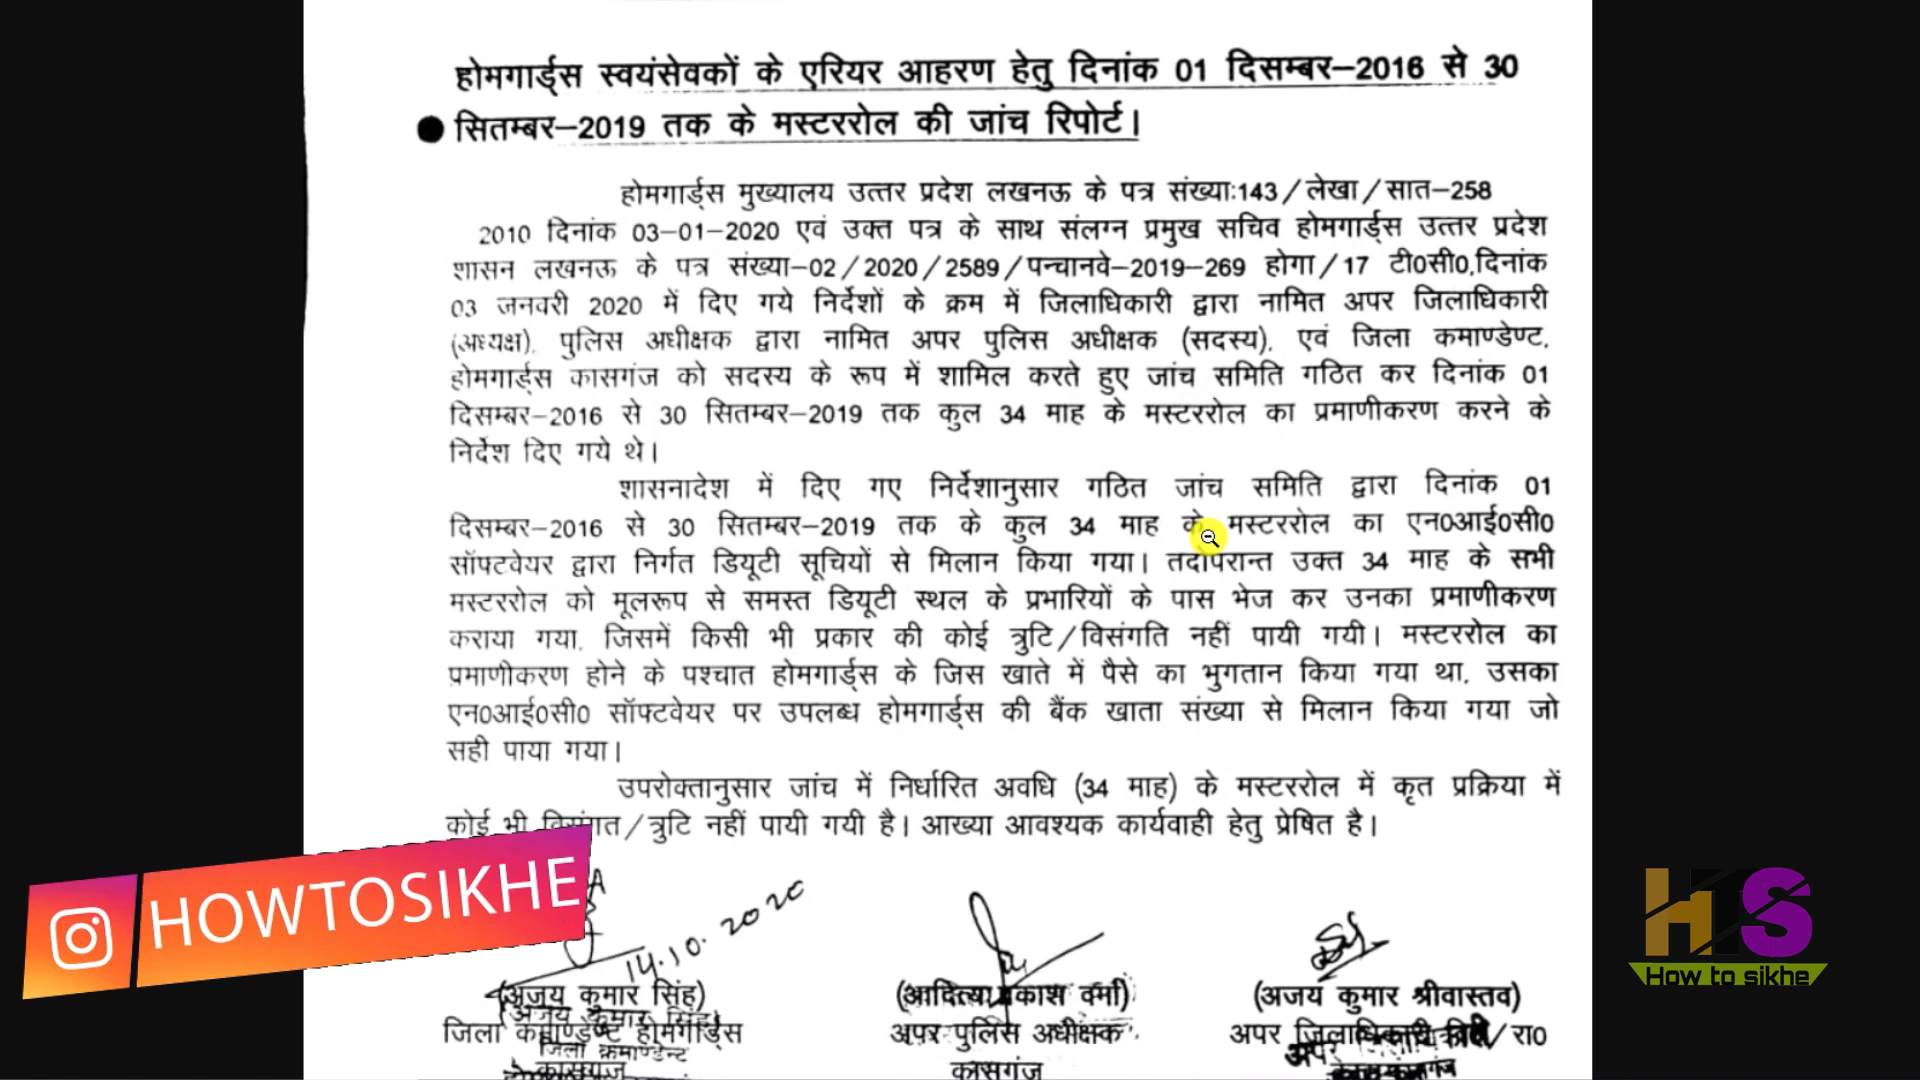 होमगार्ड्स स्वयंसेवकों के एरियर आहरण हेतु दिनांक 01 दिसम्बर–2016 से 30
सितम्बर–2019 तक के मस्टररोल की जांच रिपोर्ट।
होमगार्ड्स मुख्यालय उत्तर प्रदेश लखनऊ के पत्र संख्याः143/लेखा/सात–258
2010 दिनांक 03–01–2020 एवं उक्त पत्र के साथ संलग्न प्रमुख सचिव होमगार्ड्स उत्तर प्रदेश
शासन लखनऊ के पत्र संख्या–02/2020/2589/पन्चानवे–2019–269 होगा/17 टी0सी0,दिनांक
03 जनवरी 2020 में दिए गये निर्देशों के क्रम में जिलाधिकारी द्वारा नामित अपर जिलाधिकारी
(अध्यक्ष), पुलिस अधीक्षक द्वारा नामित अपर पुलिस अधीक्षक (सदस्य), एवं जिला कमाण्डेण्ट,
होमगार्ड्स कासगंज को सदस्य के रूप में शामिल करते हुए जांच समिति गठित कर दिनांक 01
दिसम्बर–2016 से 30 सितम्बर–2019 तक कुल 34 माह के मस्टररोल का प्रमाणीकरण करने के
निर्देश दिए गये थे।
शासनादेश में दिए गए निर्देशानुसार गठित जांच समिति द्वारा दिनांक 01
दिसम्बर–2016 से 30 सितम्बर–2019 तक के कुल 34 माह के मस्टररोल का एन0आई0सी0
सॉफ्टवेयर द्वारा निर्गत डियूटी सूचियों से मिलान किया गया। तदोपरान्त उक्त 34 माह के सभी
मस्टररोल को मूलरूप से समस्त डियूटी स्थल के प्रभारियों के पास भेज कर उनका प्रमाणीकरण
कराया गया, जिसमें किसी भी प्रकार की कोई त्रुटि/विसंगति नहीं पायी गयी। मस्टररोल का
प्रमाणीकरण होने के पश्चात होमगार्ड्स के जिस खाते में पैसे का भुगतान किया गया था, उसका
एन0आई0सी0 सॉफ्टवेयर पर उपलब्ध होमगार्ड्स की बैंक खाता संख्या से मिलान किया गया जो
सही पाया गया।
उपरोक्तानुसार जांच में निर्धारित अवधि (34 माह) के मस्टररोल में कृत प्रक्रिया में
कोई भी विसंगत/त्रुटि नहीं पायी गयी है। आख्या आवश्यक कार्यवाही हेतु प्रेषित है।
HOWTOSIKHE
14.10.2020
HTS
How to sikhe
(अजय कुमार सिंह) (आदित्य प्रकाश वर्मा) (अजय कुमार श्रीवास्तव)
(अजय कुमार सिंह)
जिला कमाण्डेण्ट होमगार्डस अपर पुलिस अधीक्षक अपर जिलाधिकारी /रा0
जिला कमाण्डेन्ट
कासगंज कासगंज